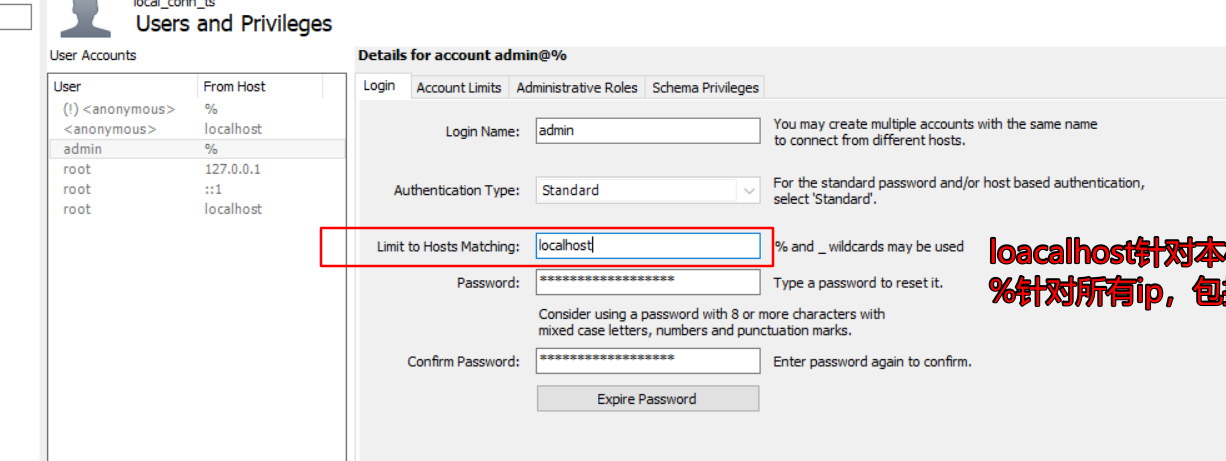 local_conn_ts
Users and Privileges
User Accounts
User From Host
(!) <anonymous> %
<anonymous> localhost
admin %
root 127.0.0.1
root ::1
root localhost
Details for account admin@%
Login Account Limits Administrative Roles Schema Privileges
Login Name: admin You may create multiple accounts with the same name
to connect from different hosts.
Authentication Type: Standard For the standard password and/or host based authentication,
select 'Standard'.
Limit to Hosts Matching: localhost % and _ wildcards may be used
loacalhost针对本
%针对所有ip，包
Password: ****************** Type a password to reset it.
Consider using a password with 8 or more characters with
mixed case letters, numbers and punctuation marks.
Confirm Password: ****************** Enter password again to confirm.
Expire Password